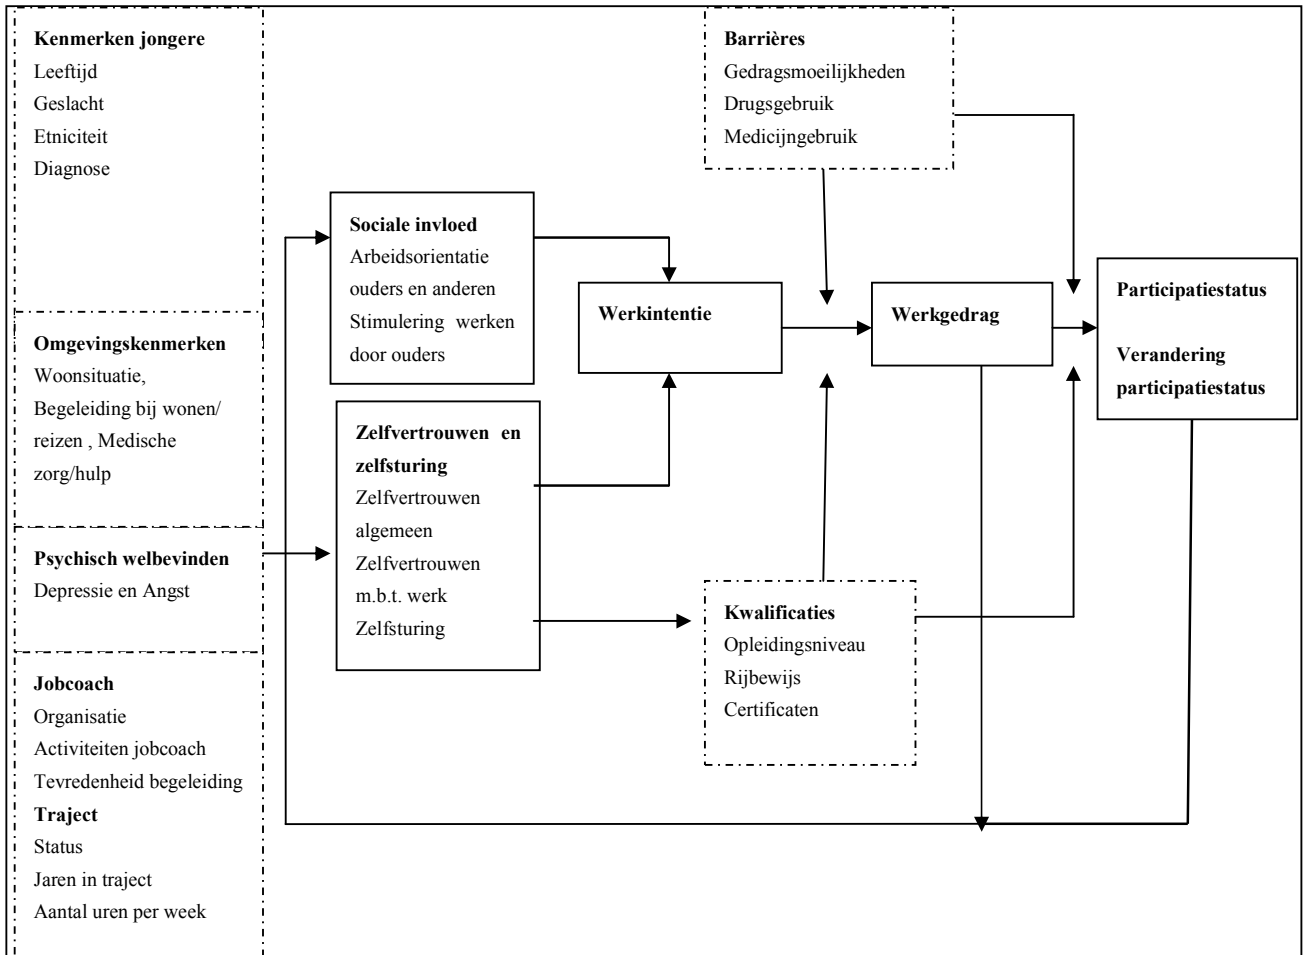 Kenmerken jongere
Leeftijd
Geslacht
Etniciteit
Diagnose
Omgevingskenmerken
Woonsituatie,
Begeleiding bij wonen/
reizen , Medische
zorg/hulp
Psychisch welbevinden
Depressie en Angst
Jobcoach
Organisatie
Activiteiten jobcoach
Tevredenheid begeleiding
Traject
Status
Jaren in traject
Aantal uren per week
Sociale invloed
Arbeidsorientatie
ouders en anderen
Stimulering werken
door ouders
Zelfvertrouwen en
zelfsturing
Zelfvertrouwen
algemeen
Zelfvertrouwen
m.b.t. werk
Zelfsturing
Werkintentie
Barrières
Gedragsmoeilijkheden
Drugsgebruik
Medicijngebruik
Kwalificaties
Opleidingsniveau
Rijbewijs
Certificaten
Werkgedrag
Participatiestatus
Verandering
participatiestatus